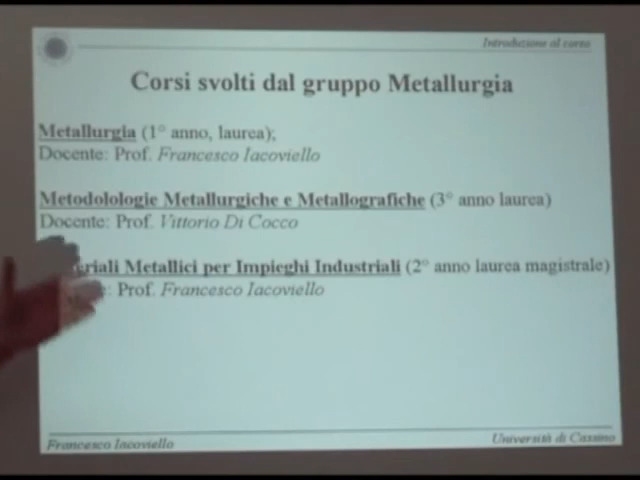 Introduzione al corso
Corsi svolti dal gruppo Metallurgia
Metallurgia (1° anno, laurea);
Docente: Prof. Francesco Iacoviello
Metodolologie Metallurgiche e Metallografiche (3° anno laurea)
Docente: Prof. Vittorio Di Cocco
eriali Metallici per Impieghi Industriali (2° anno laurea magistrale)
e: Prof. Francesco Iacoviello
Francesco Iacoviello
Università di Cassino